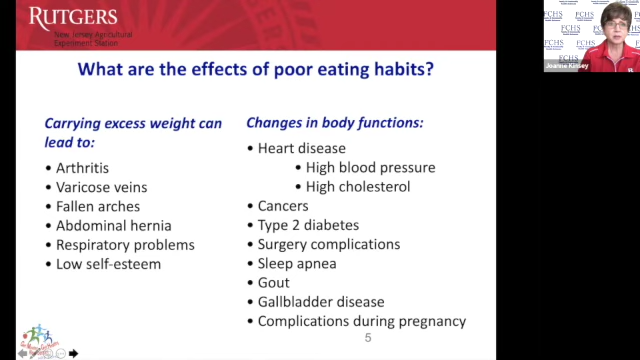 RUTGERS
New Jersey Agricultural
Experiment Station
What are the effects of poor eating habits?
Carrying excess weight can
lead to:
• Arthritis
• Varicose veins
• Fallen arches
• Abdominal hernia
• Respiratory problems
• Low self-esteem
Changes in body functions:
• Heart disease
• High blood pressure
• High cholesterol
• Cancers
• Type 2 diabetes
• Surgery complications
• Sleep apnea
• Gout
• Gallbladder disease
• Complications during pregnancy
5
FCHS
FCHS
FCHS
Joanne Kinsey